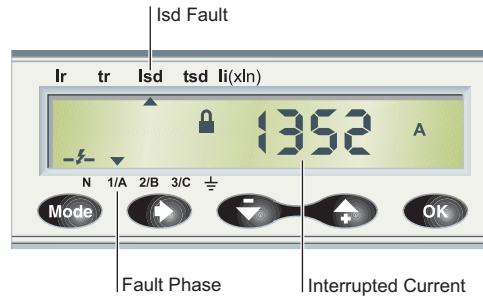 Isd Fault
Ir tr Isd tsd Ii(xIn)
1352 A
N 1/A 2/B 3/C
Mode OK
Fault Phase Interrupted Current